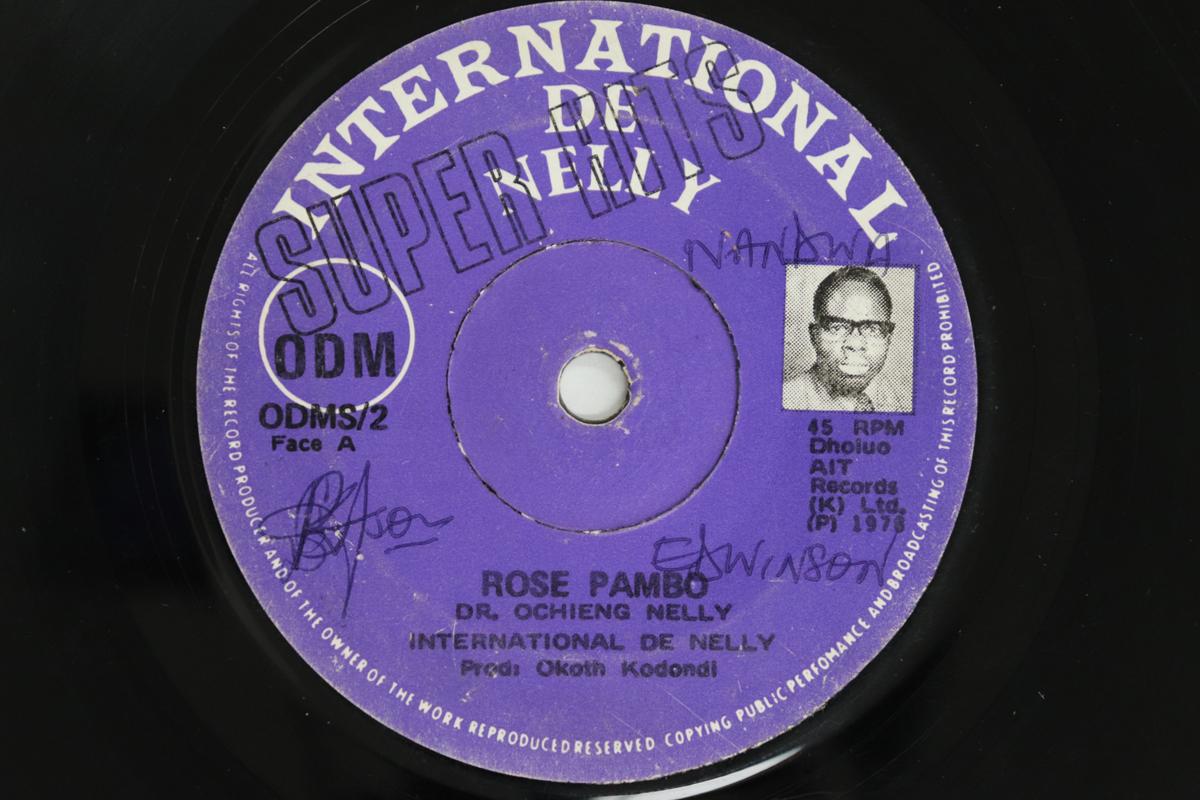 INTERNATIONAL
DE
NELLY
SUPER HITS
NANDWA
ODM
ODMS/2
Face A
45 RPM
Dholuo
AIT
Records
(K) Ltd.
(P) 1978
EDWINSON
ROSE PAMBO
DR. OCHIENG NELLY
INTERNATIONAL DE NELLY
Prod: Okoth Kodondi
ALL RIGHTS OF THE RECORD PRODUCER AND OF THE OWNER OF THE WORK REPRODUCED RESERVED COPYING PUBLIC PERFOMANCE AND BROADCASTING OF THIS RECORD PROHIBITED